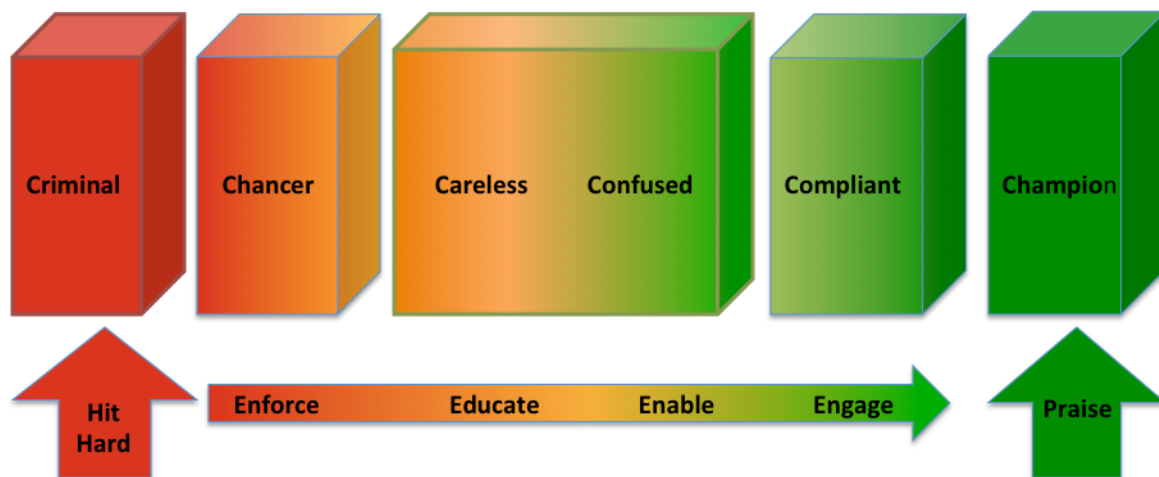 Criminal
Chancer
Careless
Confused
Compliant
Champion
Hit
Hard
Enforce
Educate
Enable
Engage
Praise